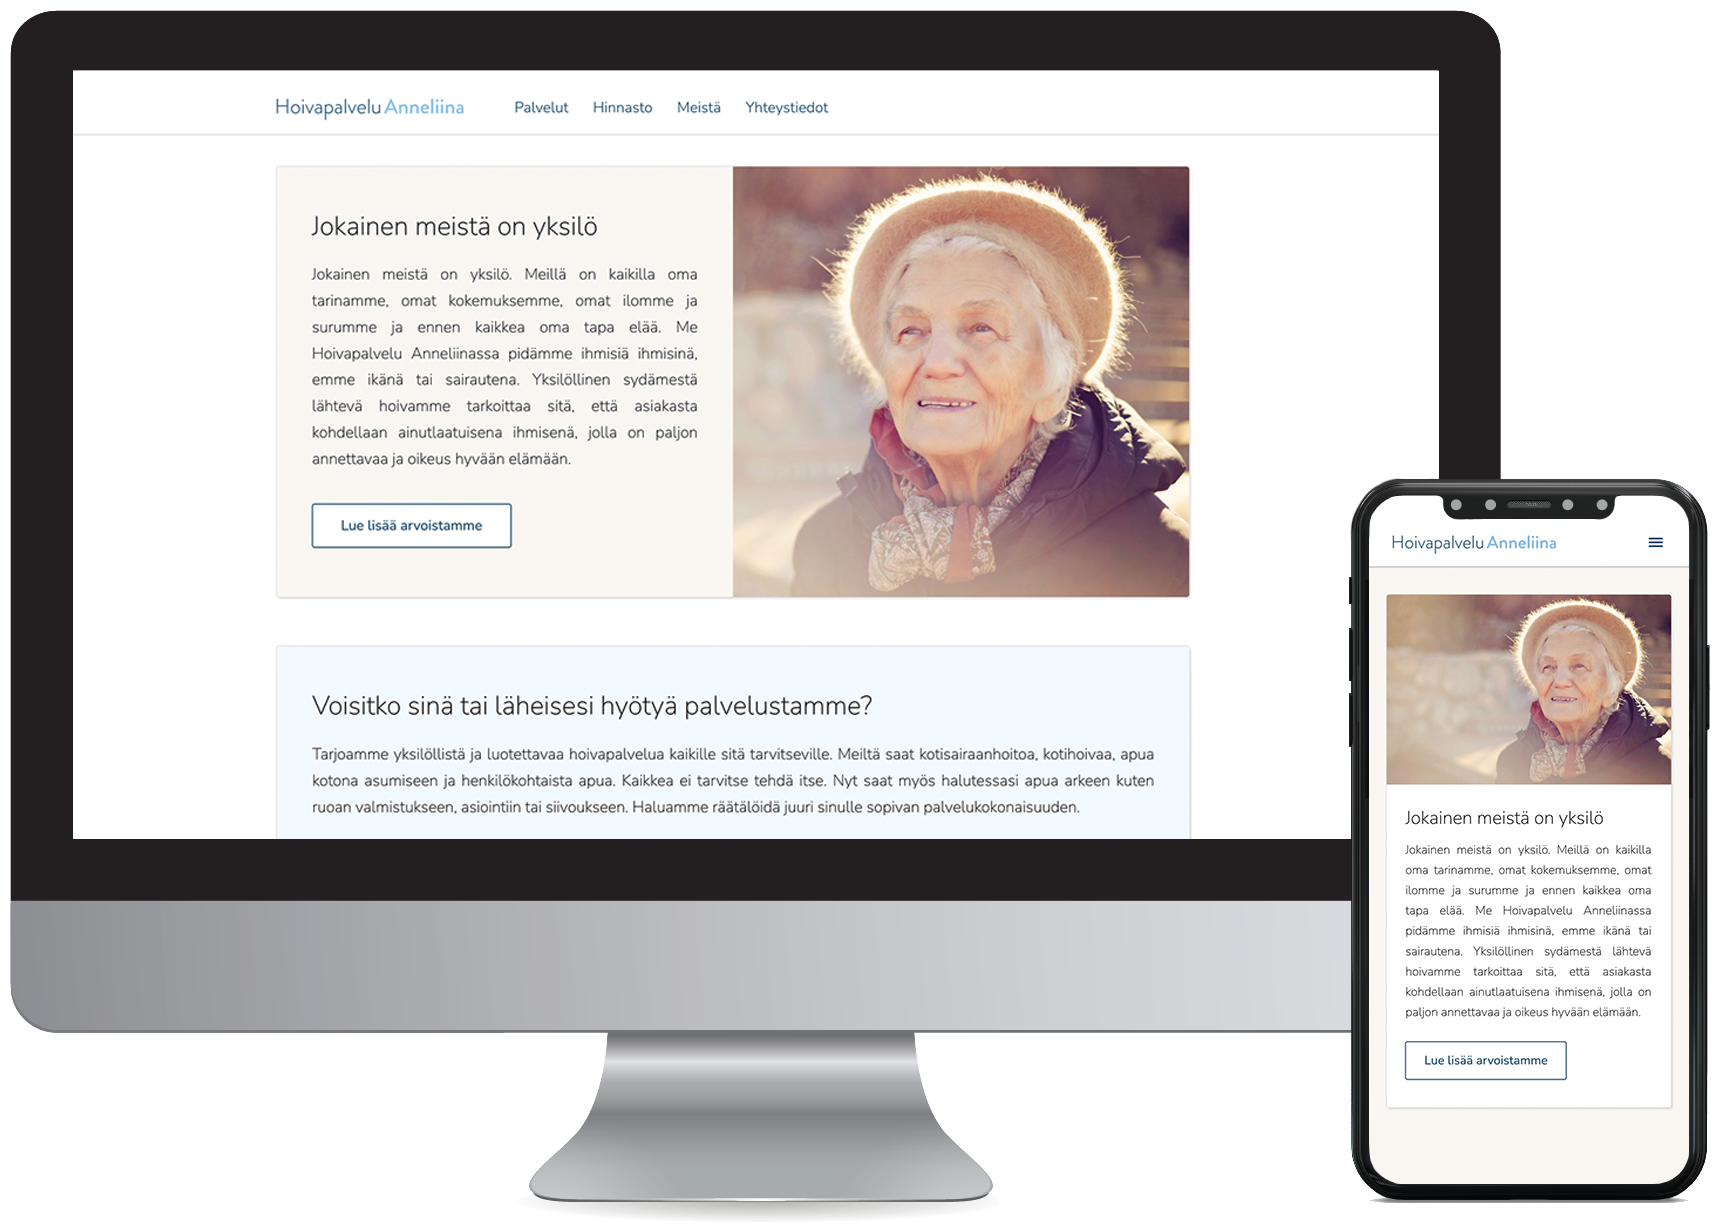 Hoivapalvelu Anneliina Palvelut Hinnasto Meistä Yhteystiedot
Jokainen meistä on yksilö
Jokainen meistä on yksilö. Meillä on kaikilla oma
tarinamme, omat kokemuksemme, omat ilomme ja
surumme ja ennen kaikkea oma tapa elää. Me
Hoivapalvelu Anneliinassa pidämme ihmisiä ihmisinä,
emme ikänä tai sairautena. Yksilöllinen sydämestä
lähtevä hoivamme tarkoittaa sitä, että asiakasta
kohdellaan ainutlaatuisena ihmisenä, jolla on paljon
annettavaa ja oikeus hyvään elämään.
Lue lisää arvoistamme
Voisitko sinä tai läheisesi hyötyä palvelustamme?
Tarjoamme yksilöllistä ja luotettavaa hoivapalvelua kaikille sitä tarvitseville. Meiltä saat kotisairaanhoitoa, kotihoivaa, apua
kotona asumiseen ja henkilökohtaista apua. Kaikkea ei tarvitse tehdä itse. Nyt saat myös halutessasi apua arkeen kuten
ruoan valmistukseen, asiointiin tai siivoukseen. Haluamme räätälöidä juuri sinulle sopivan palvelukokonaisuuden.
Hoivapalvelu Anneliina
Jokainen meistä on yksilö
Jokainen meistä on yksilö. Meillä on kaikilla
oma tarinamme, omat kokemuksemme, omat
ilomme ja surumme ja ennen kaikkea oma
tapa elää. Me Hoivapalvelu Anneliinassa
pidämme ihmisiä ihmisinä, emme ikänä tai
sairautena. Yksilöllinen sydämestä lähtevä
hoivamme tarkoittaa sitä, että asiakasta
kohdellaan ainutlaatuisena ihmisenä, jolla on
paljon annettavaa ja oikeus hyvään elämään.
Lue lisää arvoistamme